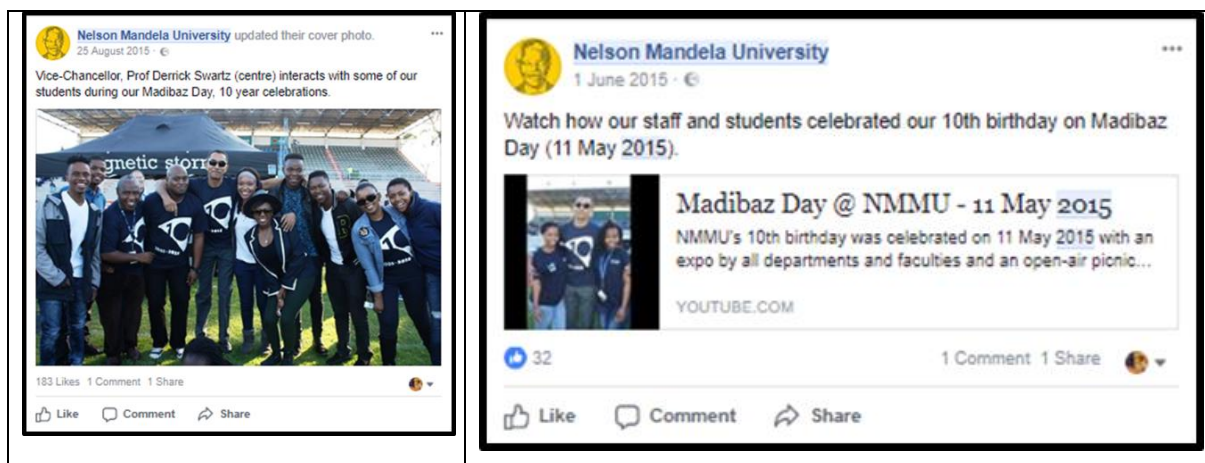 Nelson Mandela University updated their cover photo.
25 August 2015 ·
Vice-Chancellor, Prof Derrick Swartz (centre) interacts with some of our
students during our Madibaz Day, 10 year celebrations.
gnetic storm
183 Likes 1 Comment 1 Share
Like Comment Share
Nelson Mandela University
1 June 2015 ·
Watch how our staff and students celebrated our 10th birthday on Madibaz
Day (11 May 2015).
Madibaz Day @ NMMU - 11 May 2015
NMMU's 10th birthday was celebrated on 11 May 2015 with an
expo by all departments and faculties and an open-air picnic...
YOUTUBE.COM
32
1 Comment 1 Share
Like Comment Share